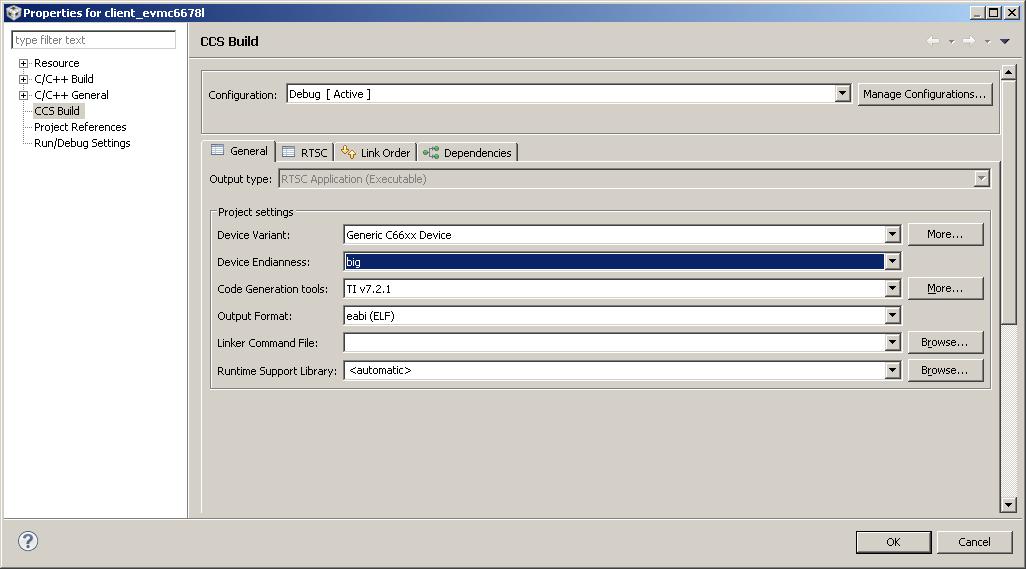 Properties for client_evmc6678l
type filter text
Resource
C/C++ Build
C/C++ General
CCS Build
Project References
Run/Debug Settings
CCS Build
Configuration: Debug [ Active ] Manage Configurations...
General RTSC Link Order Dependencies
Output type: RTSC Application (Executable)
Project settings
Device Variant: Generic C66xx Device More...
Device Endianness: big
Code Generation tools: TI v7.2.1 More...
Output Format: eabi (ELF)
Linker Command File: Browse...
Runtime Support Library: <automatic> Browse...
? OK Cancel